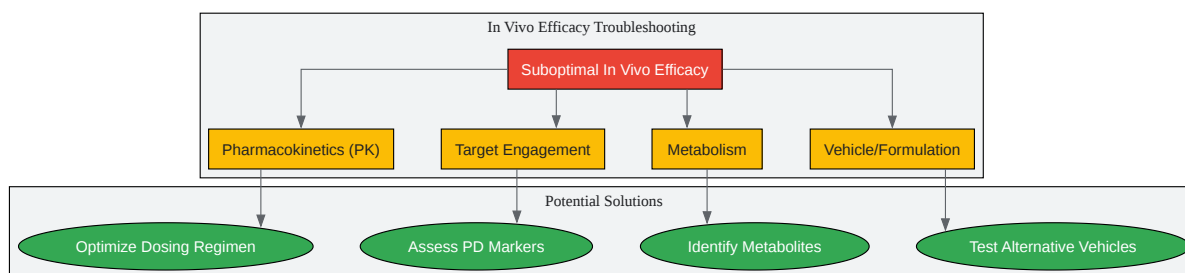 In Vivo Efficacy Troubleshooting
Suboptimal In Vivo Efficacy
Pharmacokinetics (PK)
Target Engagement
Metabolism
Vehicle/Formulation
Potential Solutions
Optimize Dosing Regimen
Assess PD Markers
Identify Metabolites
Test Alternative Vehicles